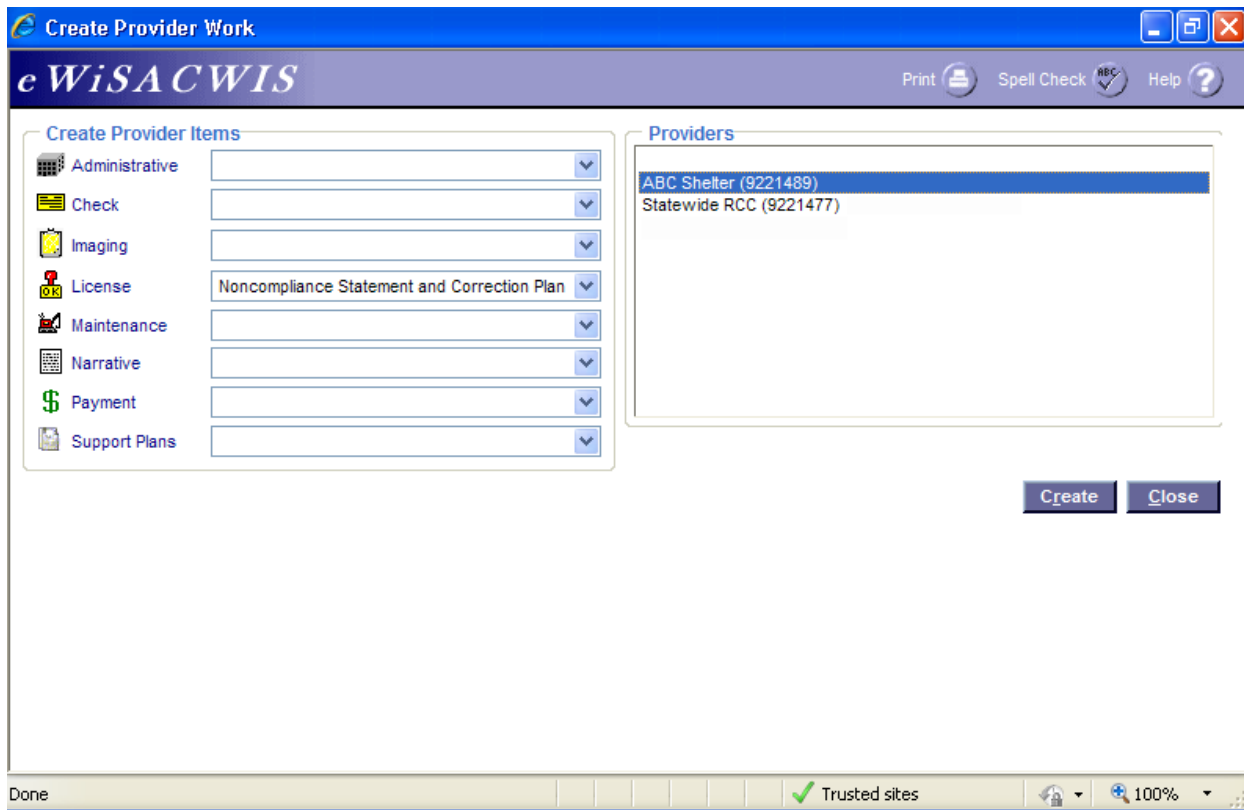 Create Provider Work
eWiSACWIS
Print Spell Check ABC Help ?
Create Provider Items
Administrative
Check
Imaging
OK License Noncompliance Statement and Correction Plan
Maintenance
Narrative
$ Payment
Support Plans
Providers
ABC Shelter (9221489)
Statewide RCC (9221477)
Create Close
Done Trusted sites 100%